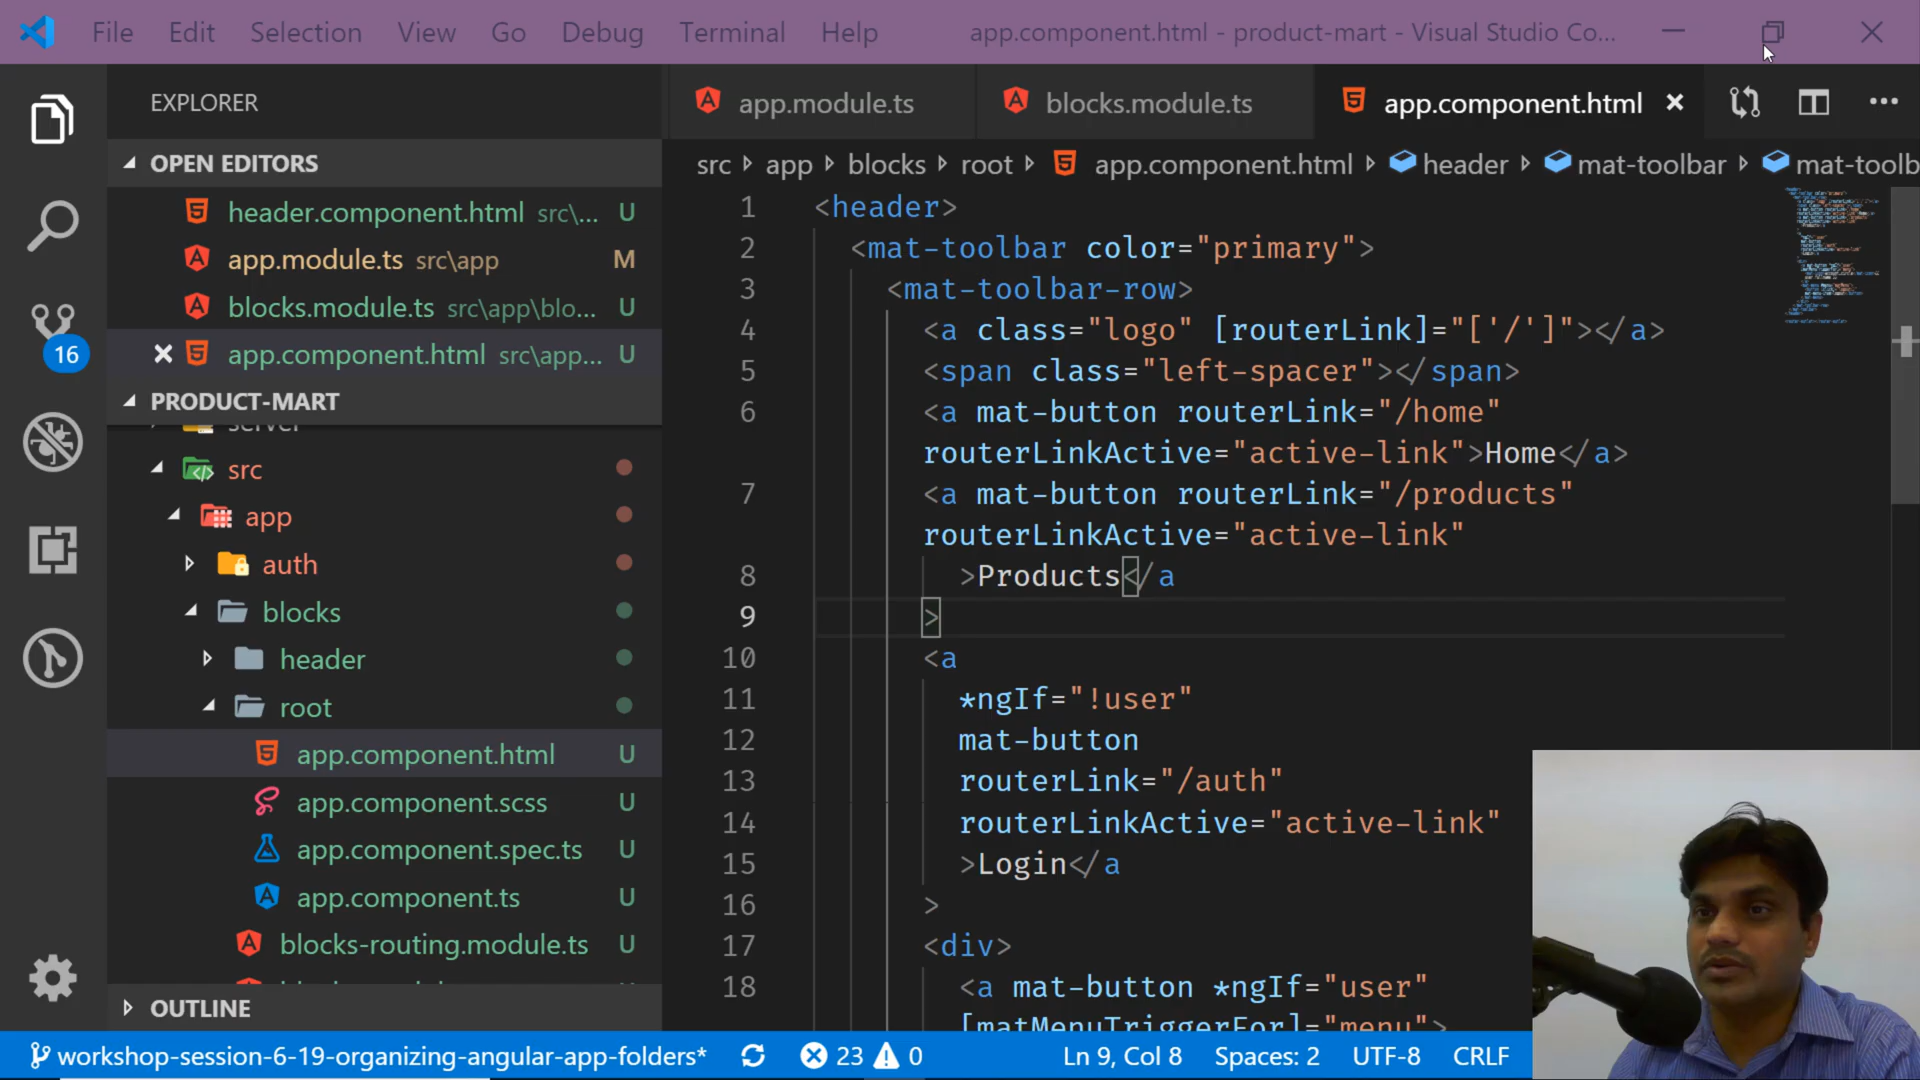 File Edit Selection View Go Debug Terminal Help app.component.html - product-mart - Visual Studio Co...
EXPLORER
app.module.ts
blocks.module.ts
app.component.html
OPEN EDITORS
src app blocks root app.component.html header mat-toolbar mat-toolb
header.component.html src\... U
app.module.ts src\app M
blocks.module.ts src\app\blo... U
app.component.html src\app... U
16
PRODUCT-MART
server
src
app
auth
blocks
header
root
app.component.html U
app.component.scss U
app.component.spec.ts U
app.component.ts U
blocks-routing.module.ts U
OUTLINE
1 <header>
2 <mat-toolbar color="primary">
3 <mat-toolbar-row>
4 <a class="logo" [routerLink]="['/']"></a>
5 <span class="left-spacer"></span>
6 <a mat-button routerLink="/home"
routerLinkActive="active-link">Home</a>
7 <a mat-button routerLink="/products"
routerLinkActive="active-link"
8 >Products</a
9 >
10 <a
11 *ngIf="!user"
12 mat-button
13 routerLink="/auth"
14 routerLinkActive="active-link"
15 >Login</a
16 >
17 <div>
18 <a mat-button *ngIf="user"
[matMenuTriggerFor]="menu">
workshop-session-6-19-organizing-angular-app-folders* 23 0 Ln 9, Col 8 Spaces: 2 UTF-8 CRLF